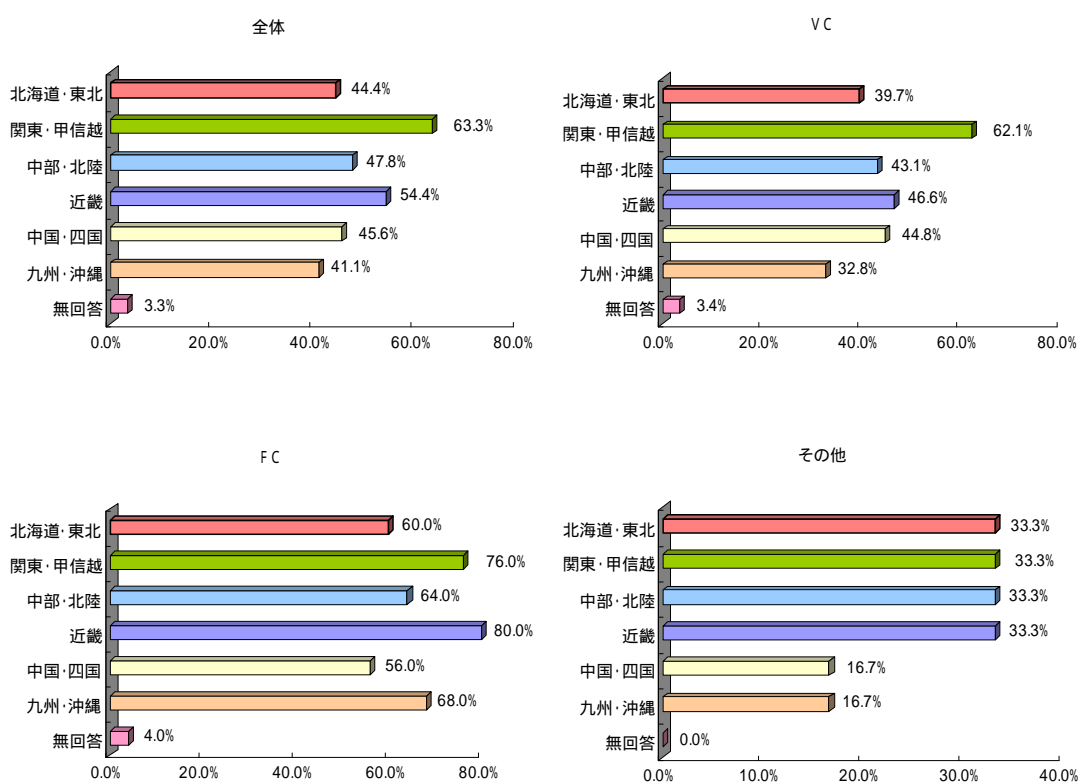 全体
北海道・東北 44.4%
関東・甲信越 63.3%
中部・北陸 47.8%
近畿 54.4%
中国・四国 45.6%
九州・沖縄 41.1%
無回答 3.3%
0.0% 20.0% 40.0% 60.0% 80.0%
VC
北海道・東北 39.7%
関東・甲信越 62.1%
中部・北陸 43.1%
近畿 46.6%
中国・四国 44.8%
九州・沖縄 32.8%
無回答 3.4%
0.0% 20.0% 40.0% 60.0% 80.0%
FC
北海道・東北 60.0%
関東・甲信越 76.0%
中部・北陸 64.0%
近畿 80.0%
中国・四国 56.0%
九州・沖縄 68.0%
無回答 4.0%
0.0% 20.0% 40.0% 60.0% 80.0%
その他
北海道・東北 33.3%
関東・甲信越 33.3%
中部・北陸 33.3%
近畿 33.3%
中国・四国 16.7%
九州・沖縄 16.7%
無回答 0.0%
0.0% 10.0% 20.0% 30.0% 40.0%